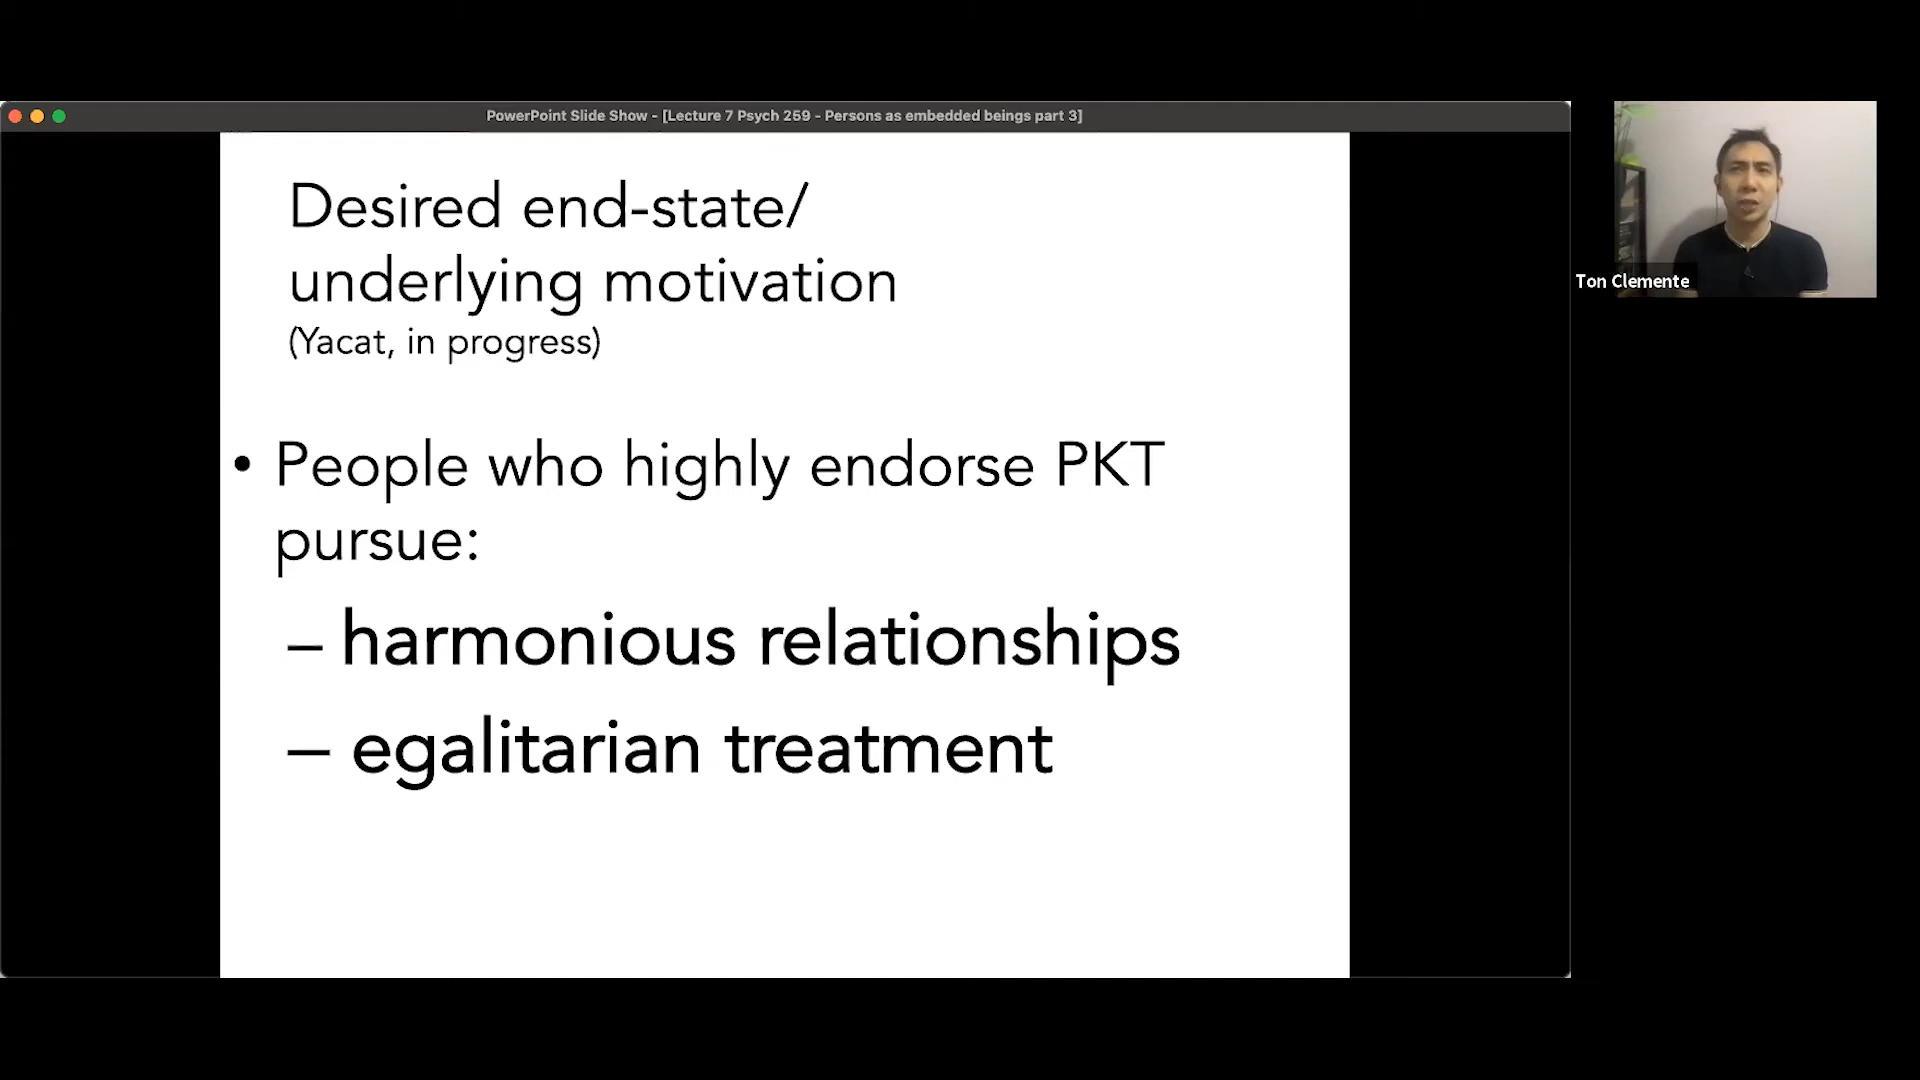 PowerPoint Slide Show - [Lecture 7 Psych 259 - Persons as embedded beings part 3]
Desired end-state/
underlying motivation
(Yacat, in progress)
• People who highly endorse PKT
pursue:
– harmonious relationships
– egalitarian treatment
Ton Clemente